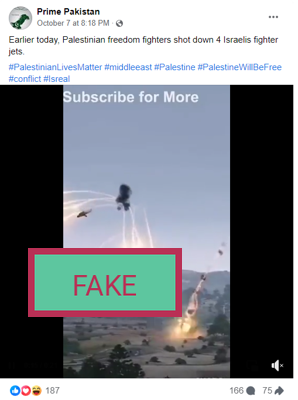 Prime Pakistan
October 7 at 8:18 PM ·
Earlier today, Palestinian freedom fighters shot down 4 Israelis fighter
jets.
#PalestinianLivesMatter #middleeast #Palestine #PalestineWillBeFree
#conflict #Isreal
Subscribe for More
FAKE
187
166
75